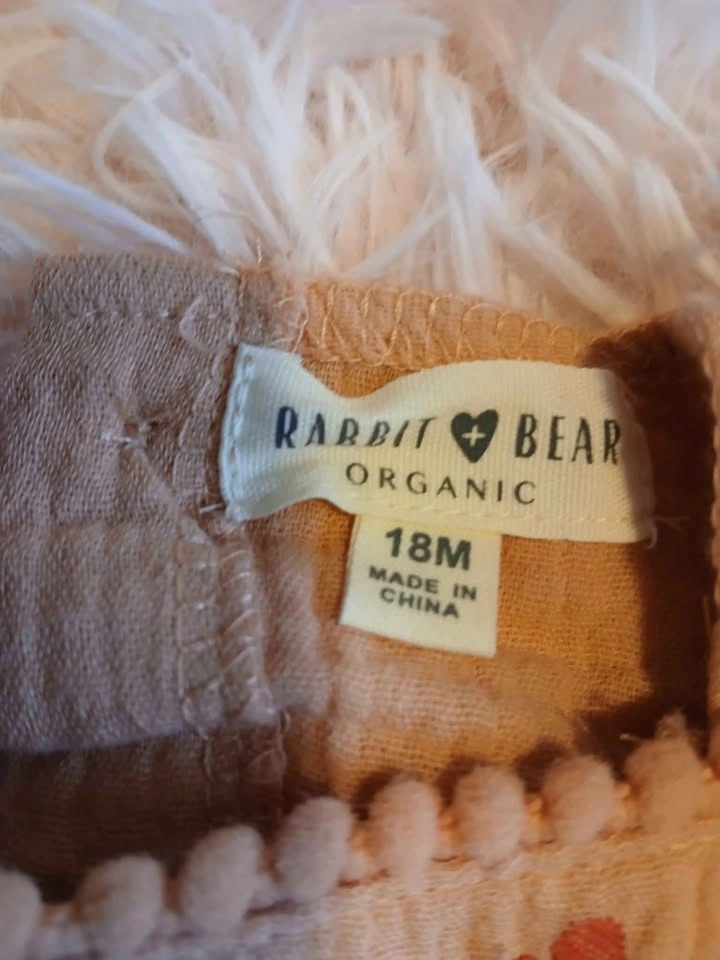 RABBIT + BEAR
ORGANIC
18M
MADE IN
CHINA